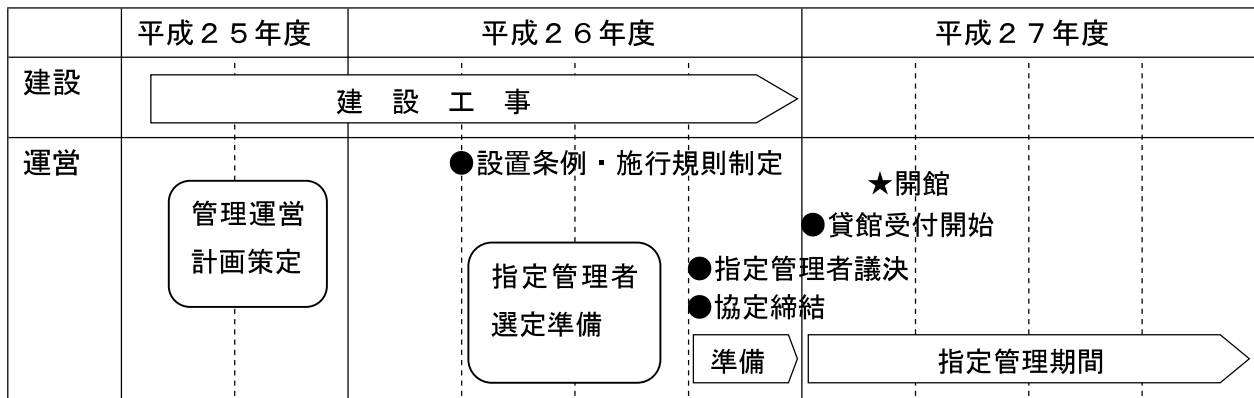 平成２５年度
平成２６年度
平成２７年度
建設
建設工事
運営
●設置条例・施行規則制定
★開館
管理運営
計画策定
●貸館受付開始
指定管理者
選定準備
●指定管理者議決
●協定締結
準備
指定管理期間